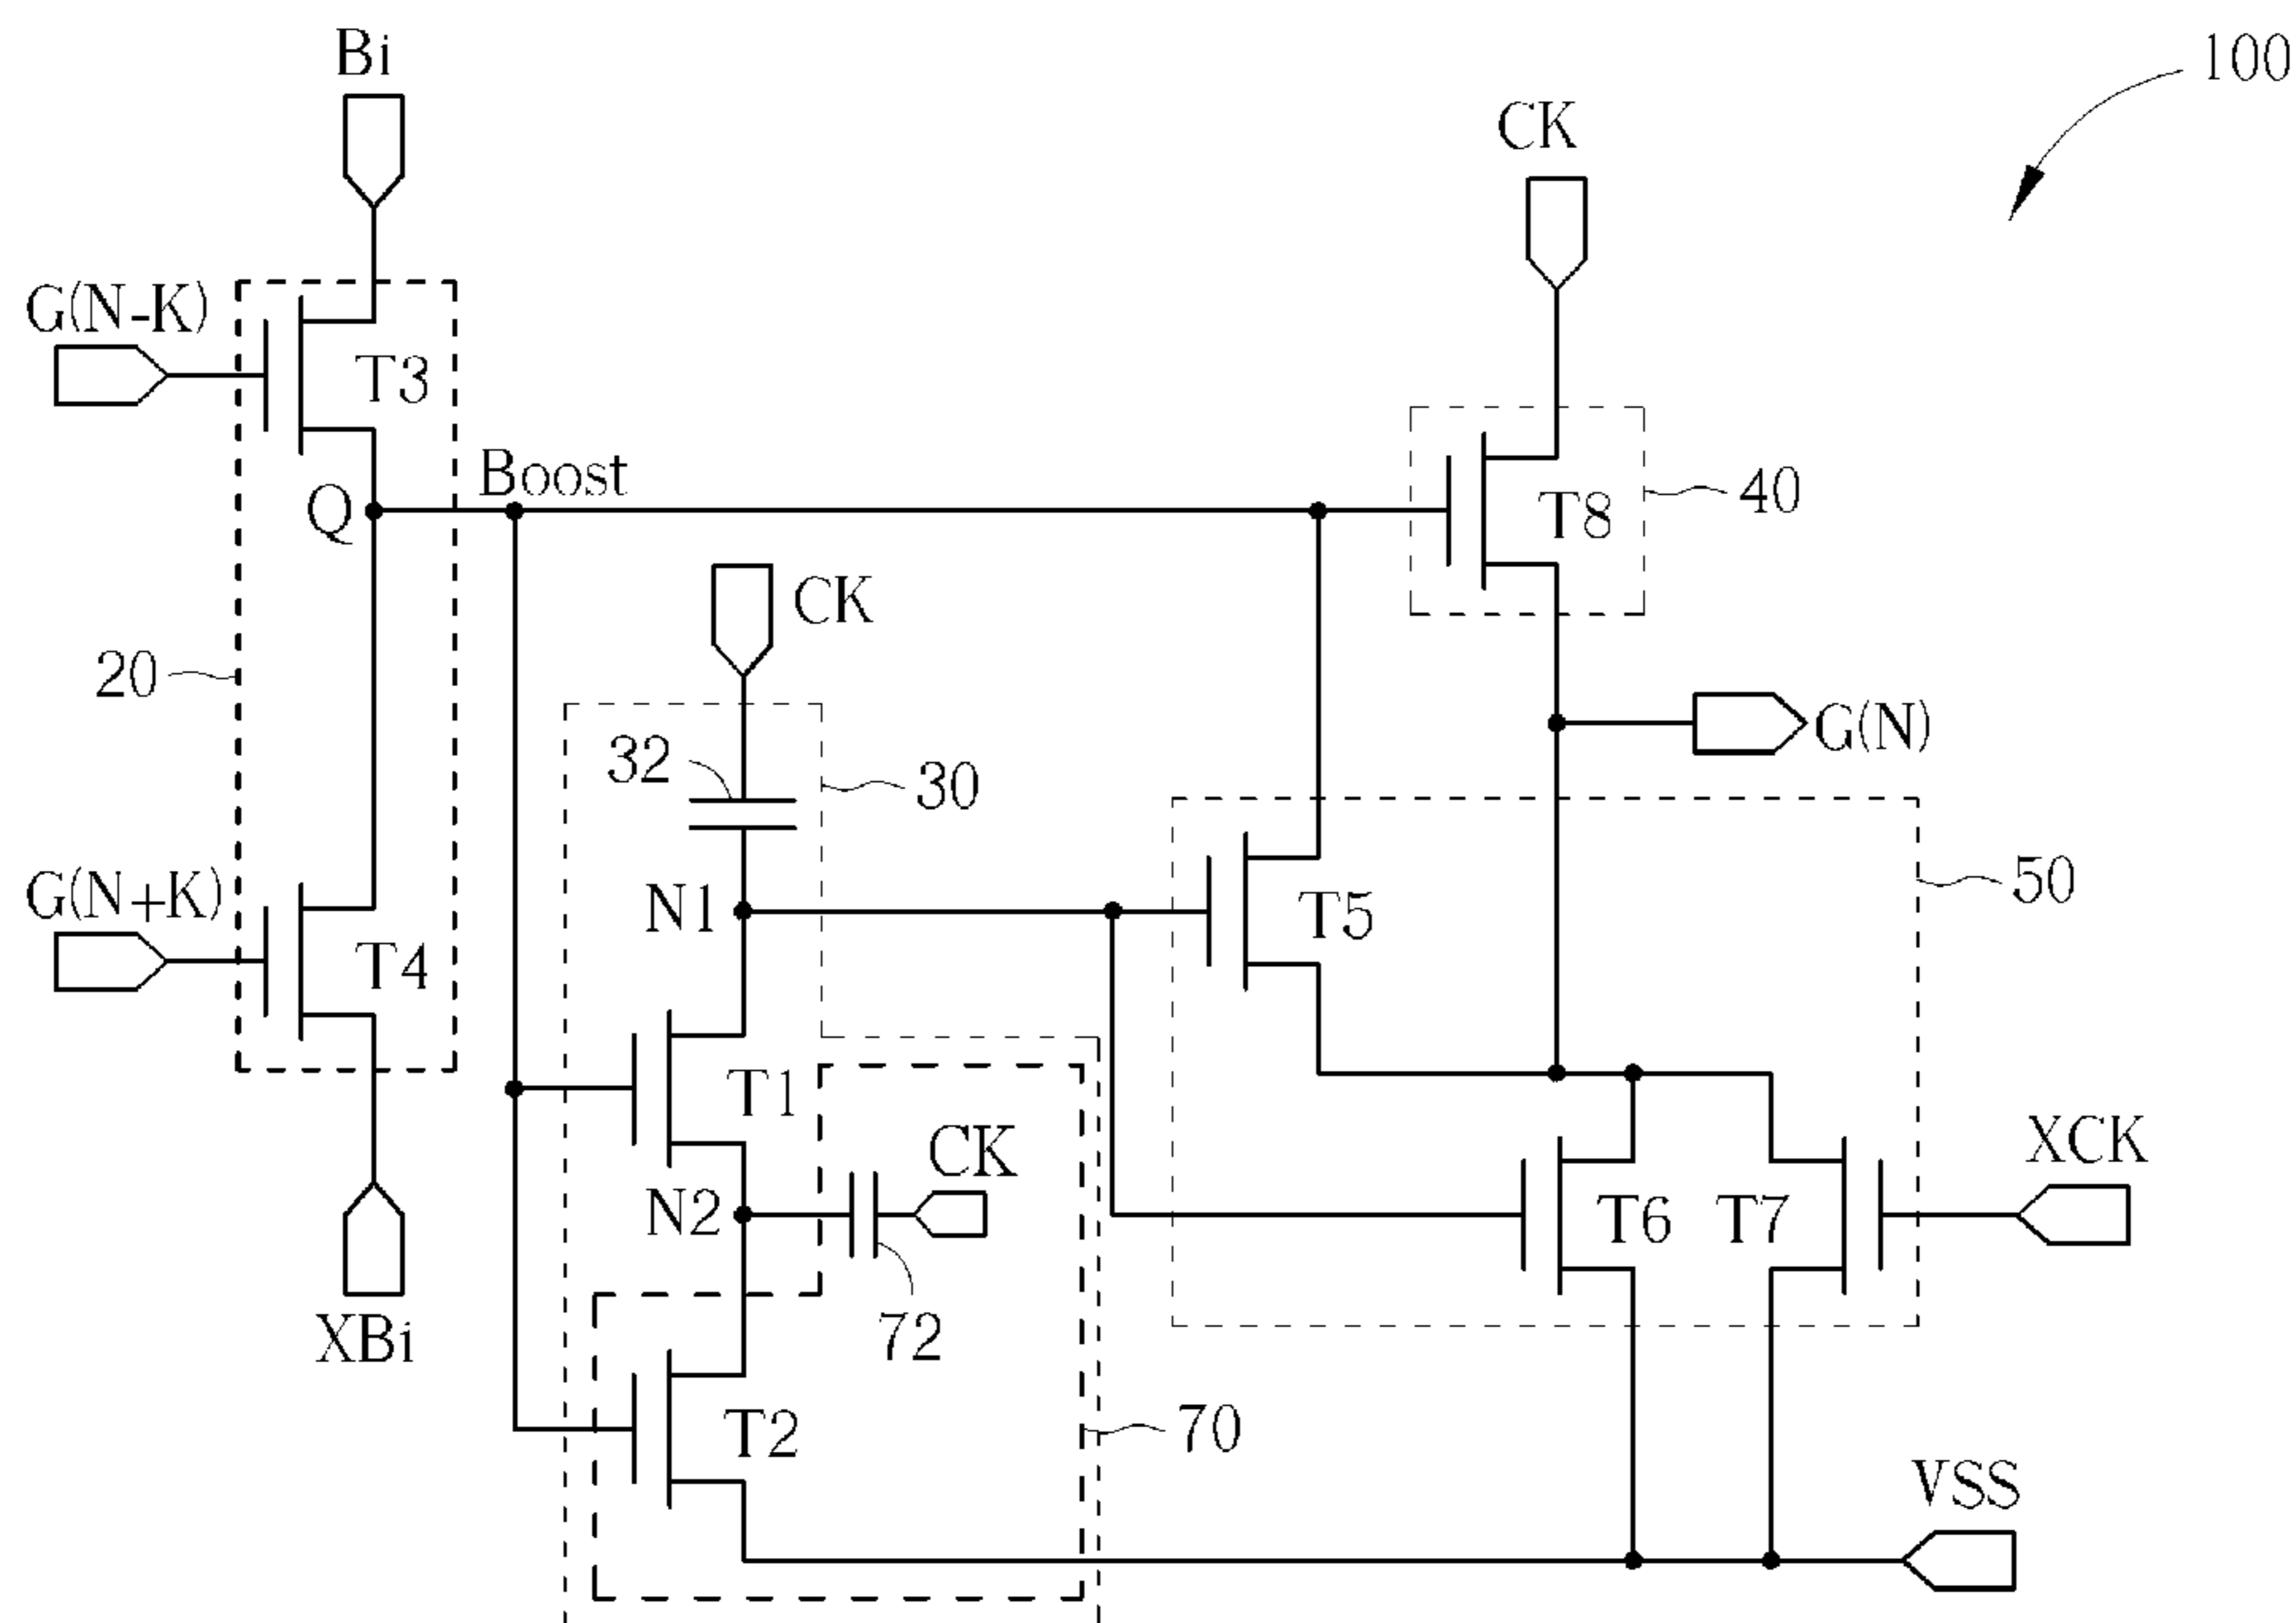 Bi
100
CK
G(N-K)
T3
Boost
Q
T8
40
CK
20
32
30
G(N)
G(N+K)
N1
T5
50
T4
T1
CK
XCK
N2
T6
T7
XBi
72
T2
70
VSS